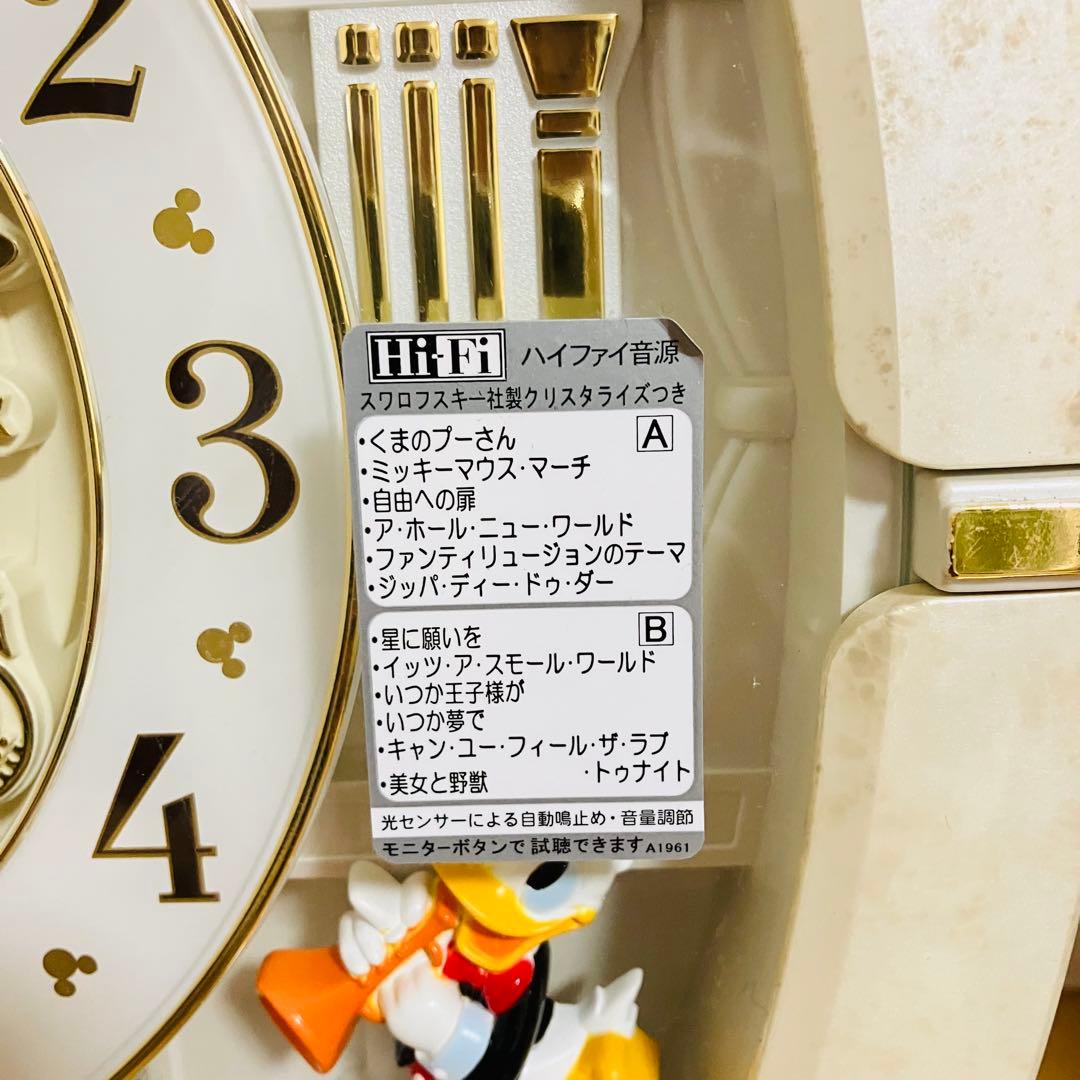 2
3
4
Hi-Fi ハイファイ音源
スワロフスキー社製クリスタライズつき
A
・くまのプーさん
・ミッキーマウス・マーチ
・自由への扉
・ア・ホール・ニュー・ワールド
・ファンティリュージョンのテーマ
・ジッパ・ディー・ドゥ・ダー
B
・星に願いを
・イッツ・ア・スモール・ワールド
・いつか王子様が
・いつか夢で
・キャン・ユー・フィール・ザ・ラブ
・トゥナイト
・美女と野獣
光センサーによる自動鳴止め・音量調節
モニターボタンで試聴できます A1961